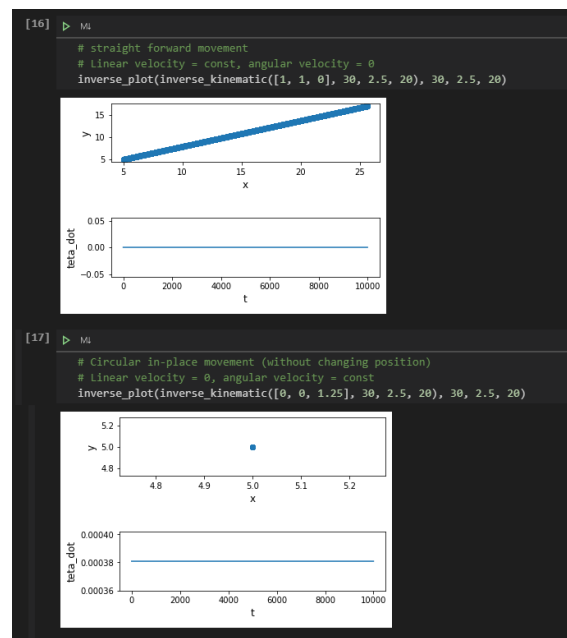 [16] M↓
# straight forward movement
# Linear velocity = const, angular velocity = 0
inverse_plot(inverse_kinematic([1, 1, 0], 30, 2.5, 20), 30, 2.5, 20)
15
10
5
y
5 10 15 20 25
x
0.05
0.00
−0.05
teta_dot
0 2000 4000 6000 8000 10000
t
[17] M↓
# Circular in-place movement (without changing position)
# Linear velocity = 0, angular velocity = const
inverse_plot(inverse_kinematic([0, 0, 1.25], 30, 2.5, 20), 30, 2.5, 20)
5.2
5.0
4.8
y
4.8 4.9 5.0 5.1 5.2
x
0.00040
0.00038
0.00036
teta_dot
0 2000 4000 6000 8000 10000
t